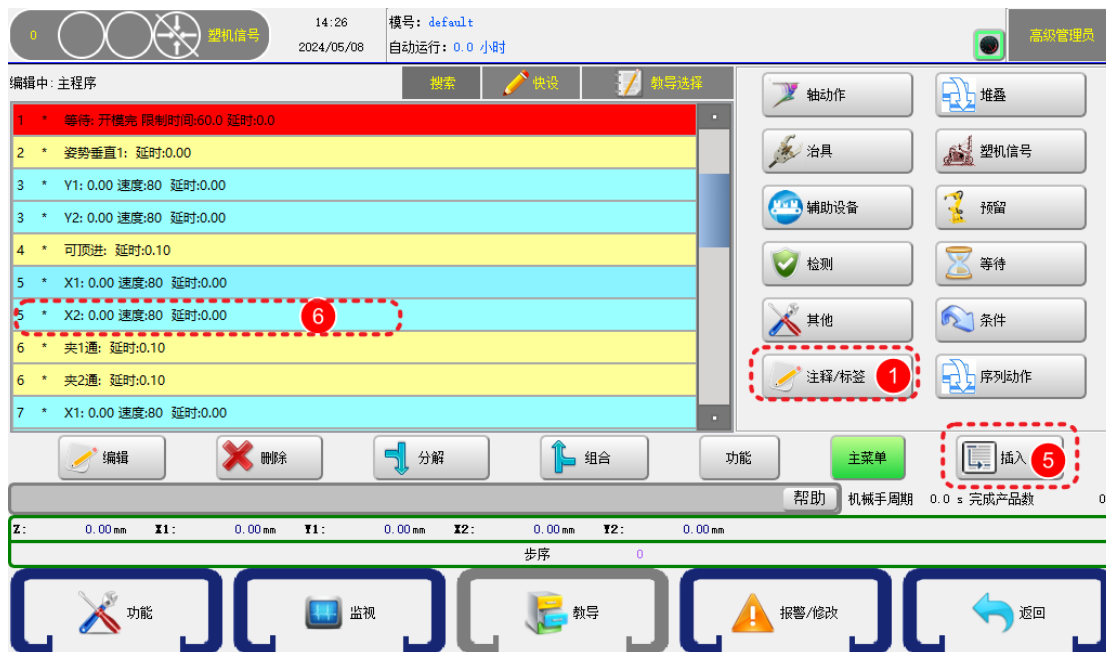 0 塑机信号 14:26 模号: default
2024/05/08 自动运行: 0.0 小时 高级管理员
编辑中:主程序 搜索 快设 教导选择
1 * 等待: 开模完 限制时间:60.0 延时:0.0
2 * 姿势垂直1: 延时:0.00
3 * Y1: 0.00 速度:80 延时:0.00
3 * Y2: 0.00 速度:80 延时:0.00
4 * 可顶进: 延时:0.10
5 * X1: 0.00 速度:80 延时:0.00
5 * X2: 0.00 速度:80 延时:0.00 6
6 * 夹1通: 延时:0.10
6 * 夹2通: 延时:0.10
7 * X1: 0.00 速度:80 延时:0.00
轴动作 堆叠
治具 塑机信号
辅助设备 预留
检测 等待
其他 条件
注释/标签 1 序列动作
编辑 删除 分解 组合 功能 主菜单 插入 5
帮助 机械手周期 0.0 s 完成产品数 0
Z: 0.00mm X1: 0.00mm Y1: 0.00mm X2: 0.00mm Y2: 0.00mm
步序 0
功能 监视 教导 报警/修改 返回